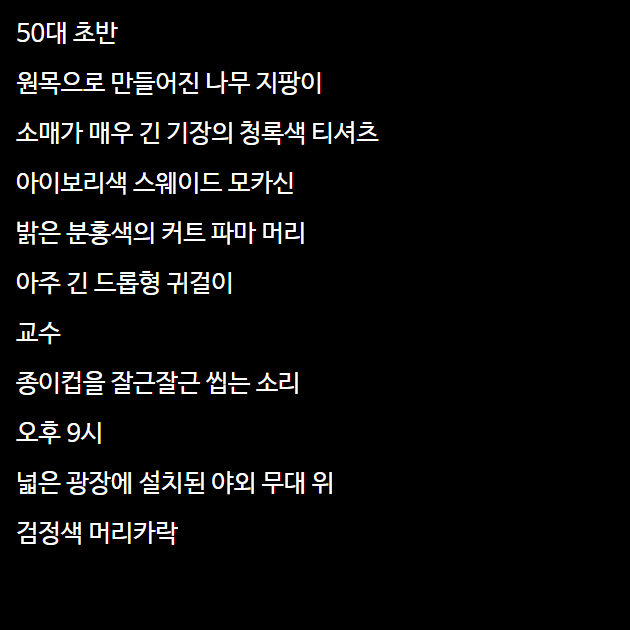 50대 초반
원목으로 만들어진 나무 지팡이
소매가 매우 긴 기장의 청록색 티셔츠
아이보리색 스웨이드 모카신
밝은 분홍색의 커트 파마 머리
아주 긴 드롭형 귀걸이
교수
종이컵을 잘근잘근 씹는 소리
오후 9시
넓은 광장에 설치된 야외 무대 위
검정색 머리카락